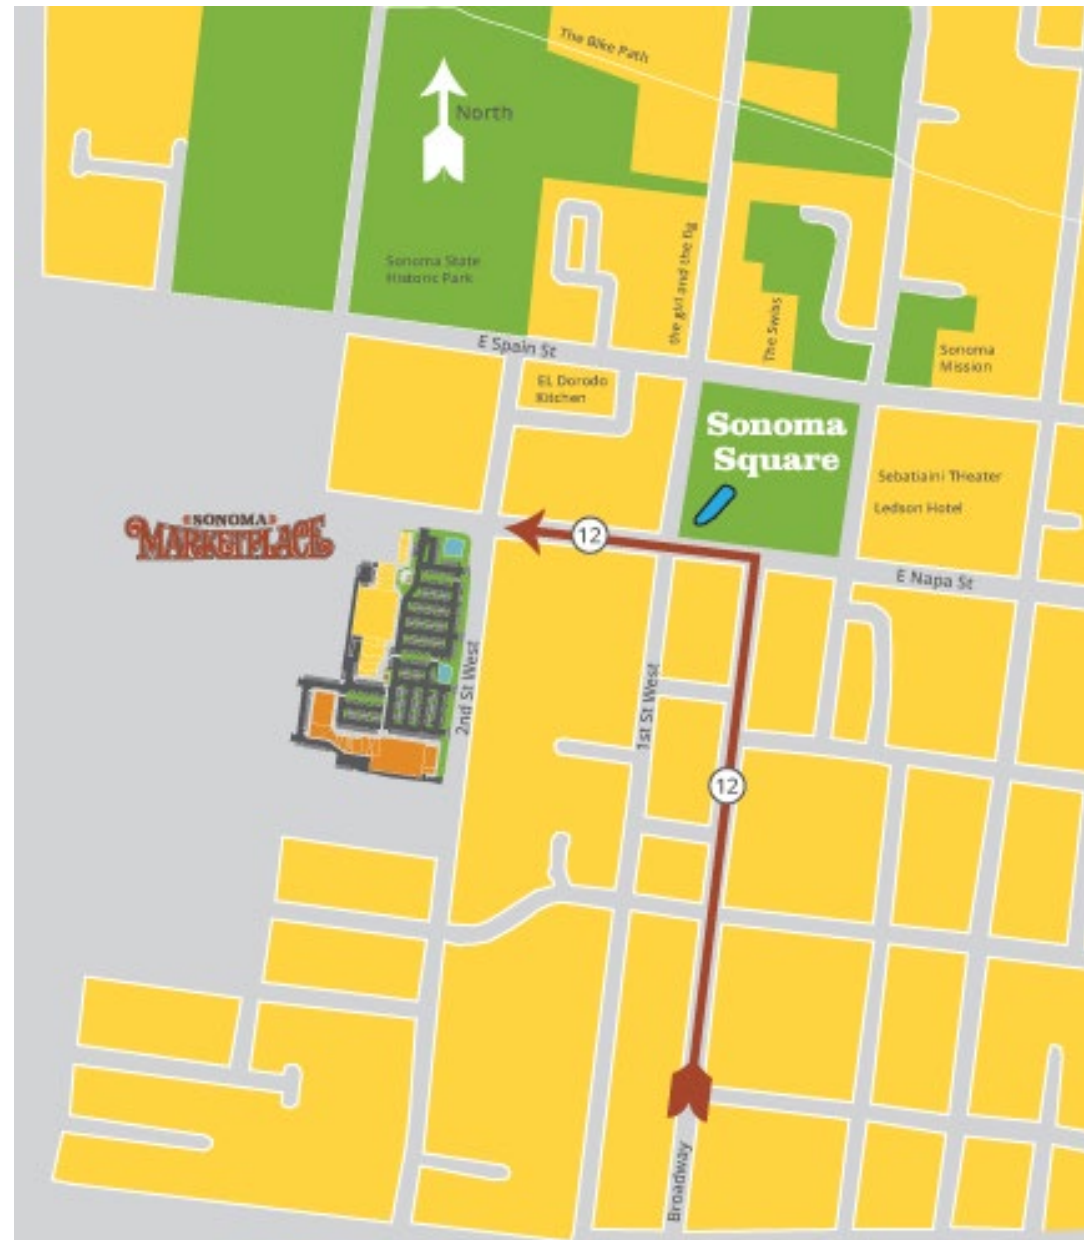 The Bike Path
North
Sonoma State
Historic Park
the girl and the fig
The Swiss
E Spain St
Sonoma
Mission
EL Dorodo
Kitchen
Sonoma
Square
Sebatiaini THeater
Ledson Hotel
SONOMA
MARKETPLACE
12
E Napa St
2nd St West
1st St West
12
Broadway